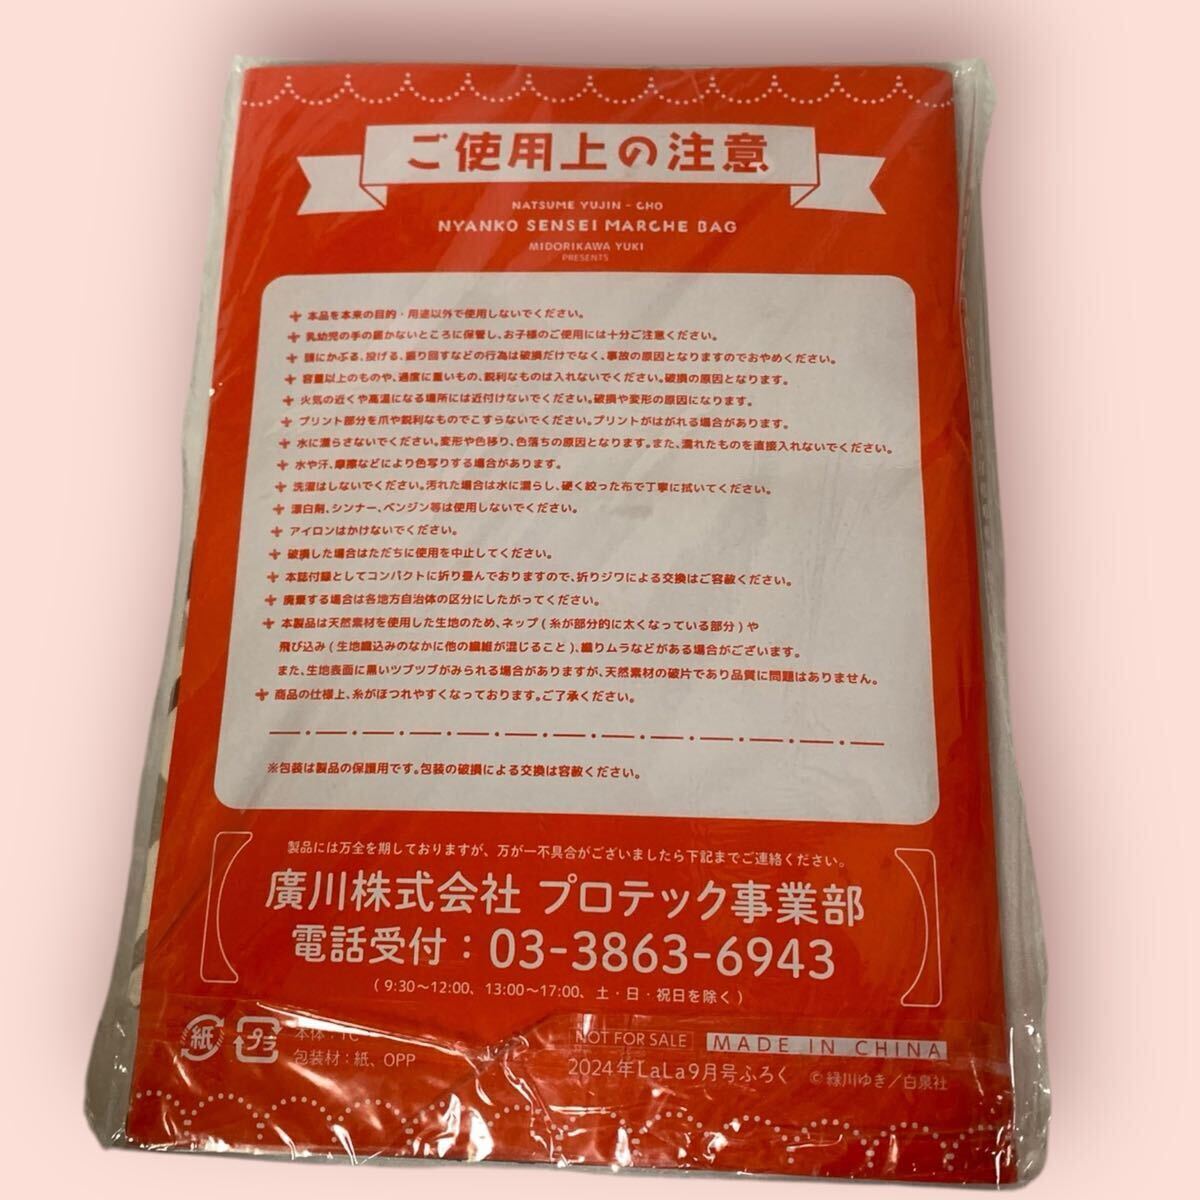 ご使用上の注意
NATSUME YUJIN-CHO
NYANKO SENSEI MARCHE BAG
MIDORIKAWA YUKI
PRESENTS
本品を本来の目的・用途以外で使用しないでください。
乳幼児の手の届かないところに保管し、お子様のご使用には十分ご注意ください。
頭にかぶる、投げる、振り回すなどの行為は破損だけでなく、事故の原因となりますのでおやめください。
容量以上のものや、過度に重いもの、鋭利なものは入れないでください。破損の原因となります。
火気の近くや高温になる場所には近付けないでください。破損や変形の原因になります。
プリント部分を爪や鋭利なものでこすらないでください。プリントがはがれる場合があります。
水に濡らさないでください。変形や色移り、色落ちの原因となります。また、濡れたものを直接入れないでください。
水や汗、摩擦などにより色写りする場合があります。
洗濯はしないでください。汚れた場合は水に濡らし、硬く絞った布で丁寧に拭いてください。
漂白剤、シンナー、ベンジン等は使用しないでください。
アイロンはかけないでください。
破損した場合はただちに使用を中止してください。
本誌付録としてコンパクトに折り畳んでおりますので、折りジワによる交換はご容赦ください。
廃棄する場合は各地方自治体の区分にしたがってください。
本製品は天然素材を使用した生地のため、ネップ(糸が部分的に太くなっている部分)や
飛び込み(生地織込みのなかに他の繊維が混じること)、織りムラなどがある場合がございます。
また、生地表面に黒いツブツブがみられる場合がありますが、天然素材の破片であり品質に問題はありません。
商品の仕様上、糸がほつれやすくなっております。ご了承ください。
※包装は製品の保護用です。包装の破損による交換は容赦ください。
製品には万全を期しておりますが、万が一不具合がございましたら下記までご連絡ください。
廣川株式会社 プロテック事業部
電話受付：03-3863-6943
(9:30〜12:00、13:00〜17:00、土・日・祝日を除く)
紙 プラ 本体：TC
包装材：紙、OPP
NOT FOR SALE MADE IN CHINA
2024年LaLa9月号ふろく ©緑川ゆき／白泉社